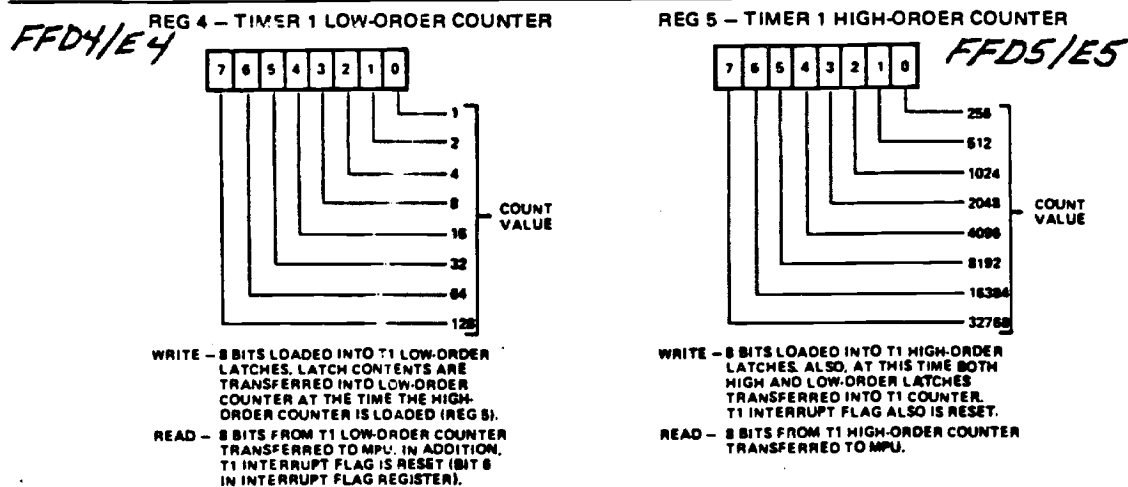 REG 4 – TIMER 1 LOW-ORDER COUNTER
FFD4/E4
7 6 5 4 3 2 1 0
1
2
4
8
16
32
64
128
COUNT
VALUE
WRITE – 8 BITS LOADED INTO T1 LOW-ORDER
LATCHES. LATCH CONTENTS ARE
TRANSFERRED INTO LOW-ORDER
COUNTER AT THE TIME THE HIGH-
ORDER COUNTER IS LOADED (REG 5).
READ – 8 BITS FROM T1 LOW-ORDER COUNTER
TRANSFERRED TO MPU. IN ADDITION,
T1 INTERRUPT FLAG IS RESET (BIT 6
IN INTERRUPT FLAG REGISTER).
REG 5 – TIMER 1 HIGH-ORDER COUNTER
FFD5/E5
7 6 5 4 3 2 1 0
256
512
1024
2048
4096
8192
16384
32768
COUNT
VALUE
WRITE – 8 BITS LOADED INTO T1 HIGH-ORDER
LATCHES. ALSO, AT THIS TIME BOTH
HIGH AND LOW-ORDER LATCHES
TRANSFERRED INTO T1 COUNTER.
T1 INTERRUPT FLAG ALSO IS RESET.
READ – 8 BITS FROM T1 HIGH-ORDER COUNTER
TRANSFERRED TO MPU.